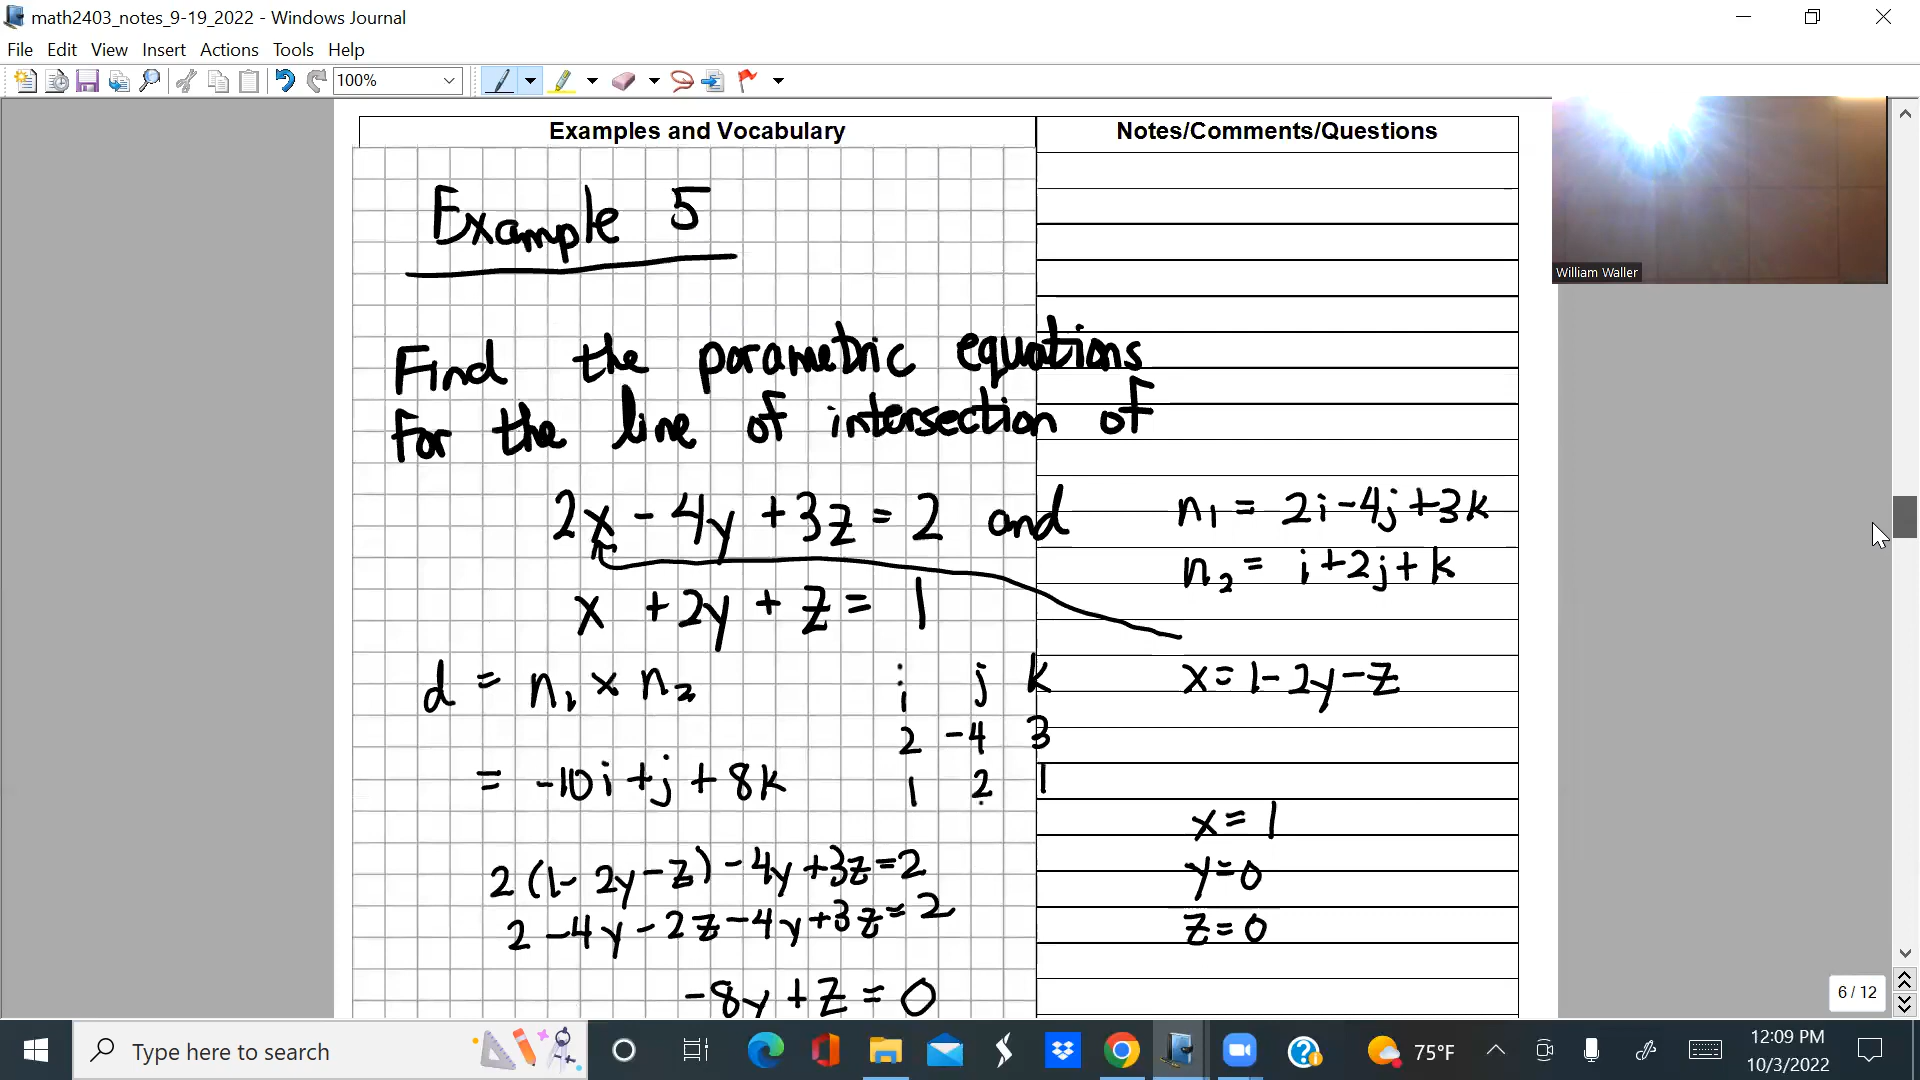 math2403_notes_9-19_2022 - Windows Journal
File Edit View Insert Actions Tools Help
100%
Examples and Vocabulary
Notes/Comments/Questions
William Waller
Example 5
Find the parametric equations
for the line of intersection of
2x - 4y + 3z = 2 and
x + 2y + z = 1
n1 = 2i - 4j + 3k
n2 = i + 2j + k
d = n1 x n2
i j k
2 -4 3
1 2 1
= -10i + j + 8k
x = 1 - 2y - z
2(1 - 2y - z) - 4y + 3z = 2
2 - 4y - 2z - 4y + 3z = 2
-8y + z = 0
x = 1
y = 0
z = 0
6 / 12
Type here to search
75°F
12:09 PM
10/3/2022